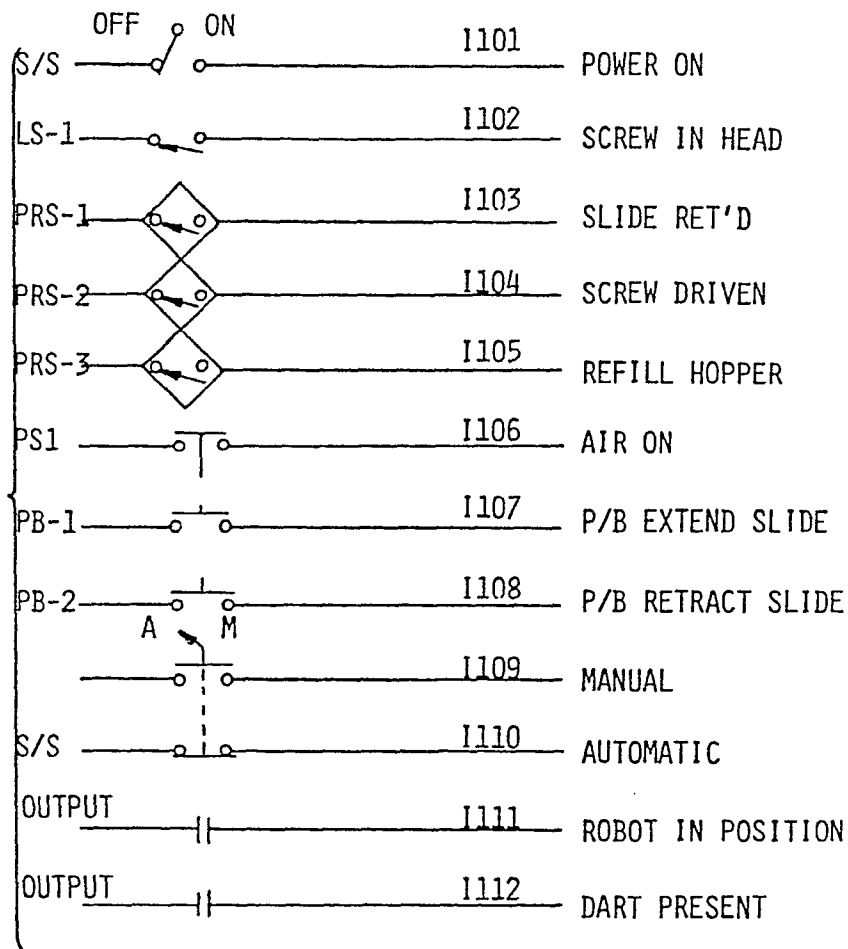 OFF ON
S/S I101 POWER ON
LS-1 I102 SCREW IN HEAD
PRS-1 I103 SLIDE RET'D
PRS-2 I104 SCREW DRIVEN
PRS-3 I105 REFILL HOPPER
PS1 I106 AIR ON
PB-1 I107 P/B EXTEND SLIDE
PB-2 I108 P/B RETRACT SLIDE
A M
I109 MANUAL
S/S I110 AUTOMATIC
OUTPUT I111 ROBOT IN POSITION
OUTPUT I112 DART PRESENT